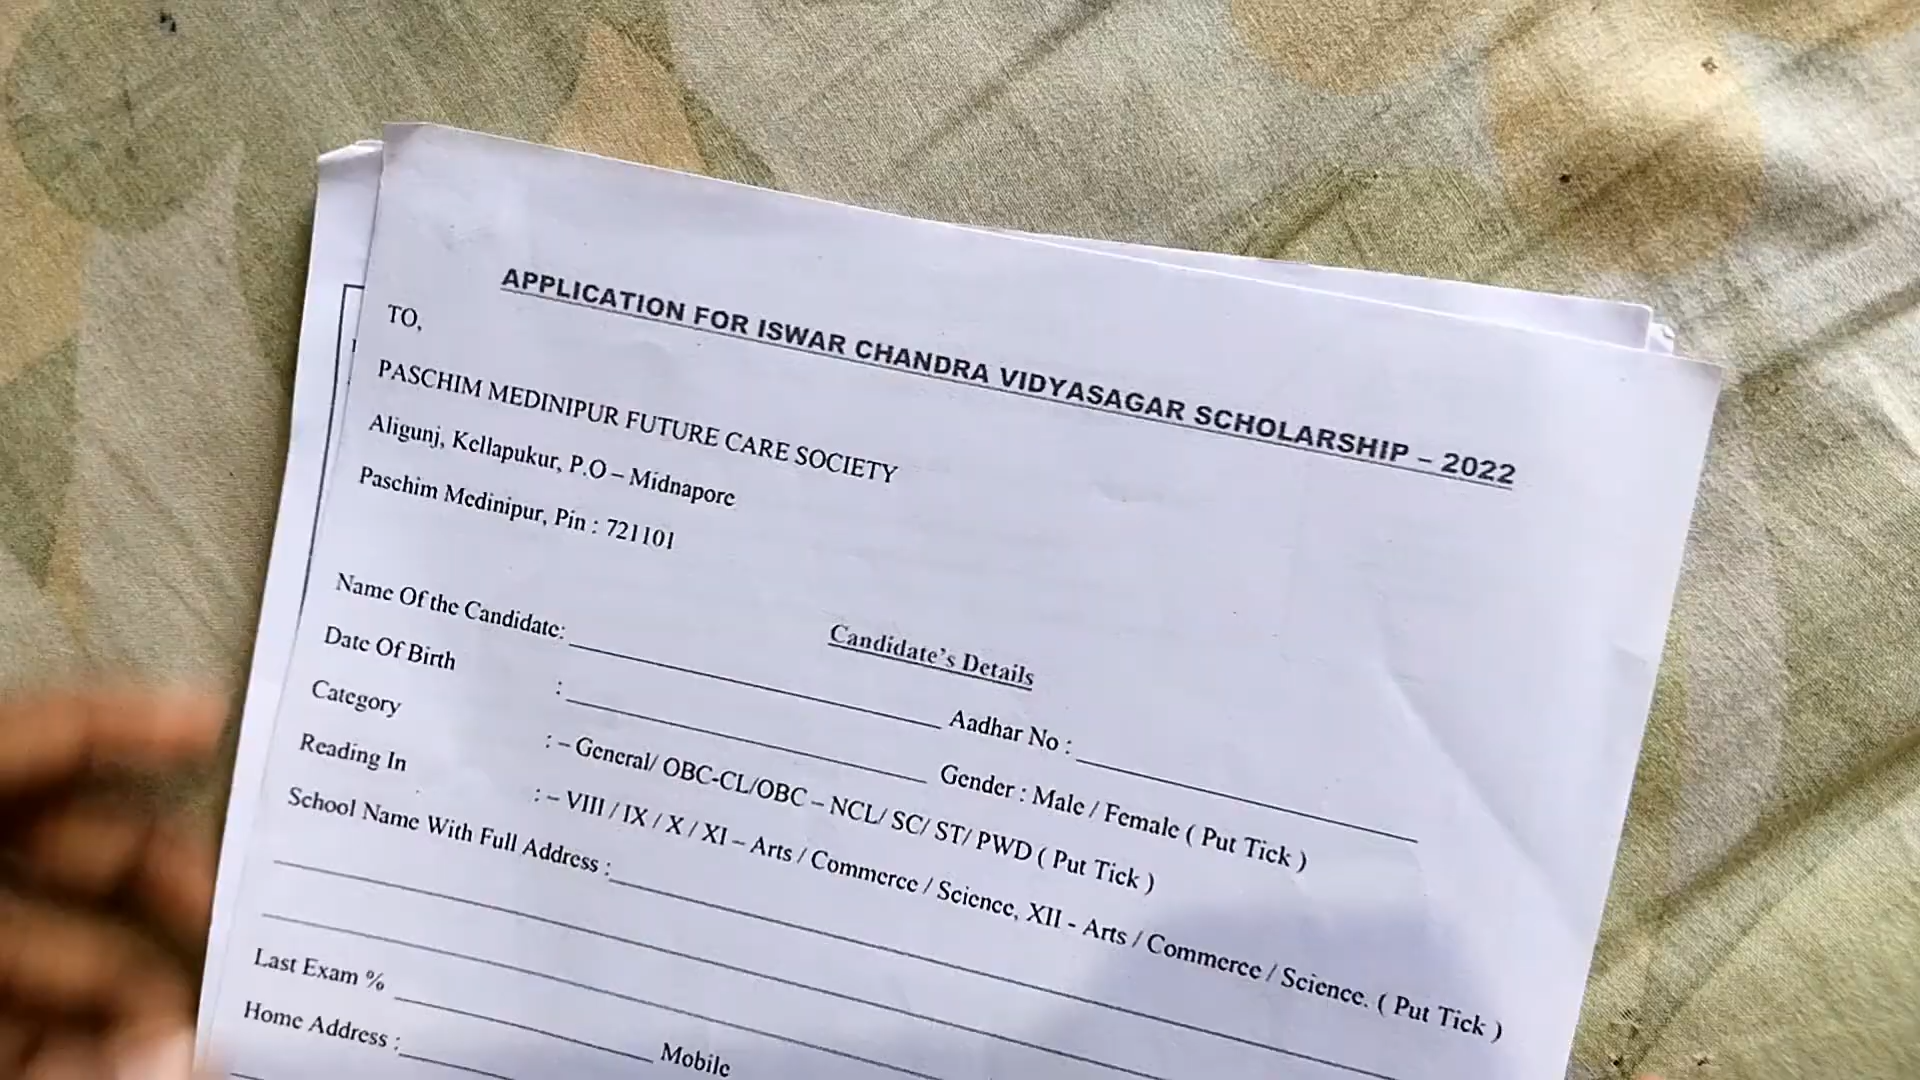 APPLICATION FOR ISWAR CHANDRA VIDYASAGAR SCHOLARSHIP – 2022
TO,
PASCHIM MEDINIPUR FUTURE CARE SOCIETY
Aligunj, Kellapukur, P.O – Midnapore
Paschim Medinipur, Pin : 721101
Candidate's Details
Name Of the Candidate: Aadhar No :
Date Of Birth : Gender : Male / Female ( Put Tick )
Category : – General/ OBC-CL/OBC – NCL/ SC/ ST/ PWD ( Put Tick )
Reading In : – VIII / IX / X / XI – Arts / Commerce / Science, XII - Arts / Commerce / Science. ( Put Tick )
School Name With Full Address :
Last Exam % Mobile
Home Address :